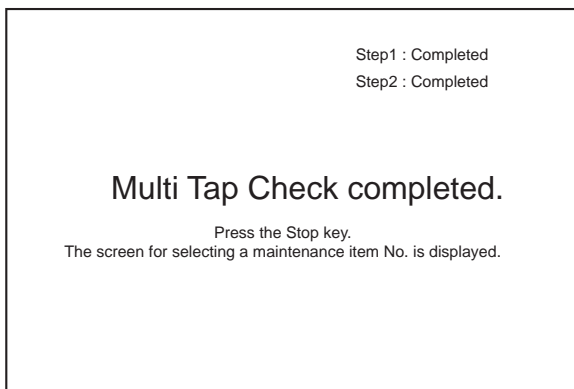 Step1 : Completed
Step2 : Completed
Multi Tap Check completed.
Press the Stop key.
The screen for selecting a maintenance item No. is displayed.